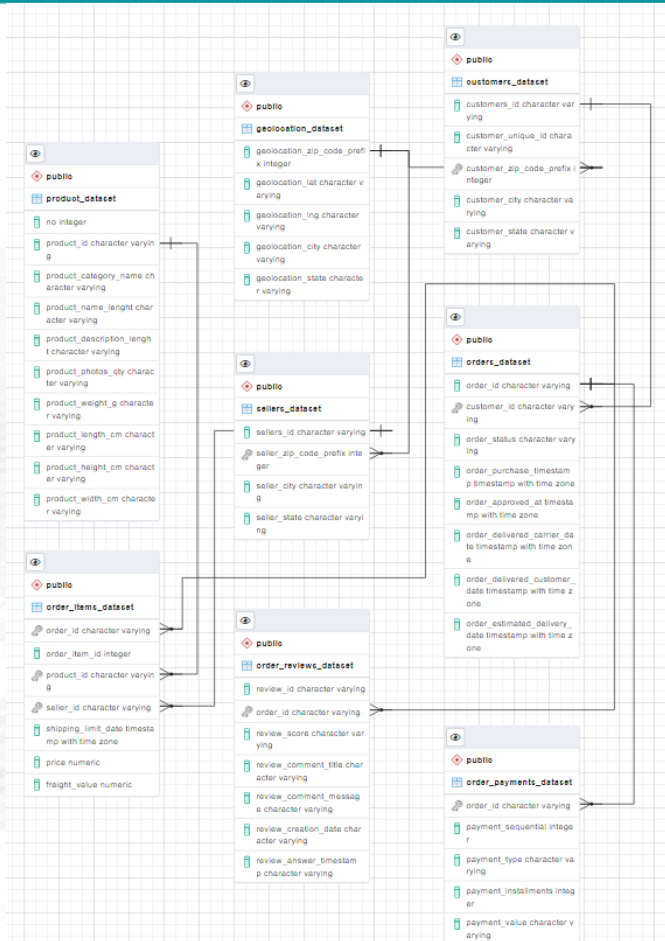 public
customers_dataset
customers_id character var
ying
customer_unique_id chara
cter varying
customer_zip_code_prefix i
nteger
customer_city character va
rying
customer_state character v
arying
public
geolocation_dataset
geolocation_zip_code_prefi
x integer
geolocation_lat character v
arying
geolocation_lng character
varying
geolocation_city character
varying
geolocation_state characte
r varying
public
product_dataset
no integer
product_id character varyin
g
product_category_name ch
aracter varying
product_name_lenght char
acter varying
product_description_lengh
t character varying
product_photos_qty charac
ter varying
product_weight_g characte
r varying
product_length_cm charact
er varying
product_height_cm charact
er varying
product_width_cm characte
r varying
public
orders_dataset
order_id character varying
customer_id character vary
ing
order_status character vary
ing
order_purchase_timestam
p timestamp with time zone
order_approved_at timesta
mp with time zone
order_delivered_carrier_da
te timestamp with time zon
e
order_delivered_customer_
date timestamp with time z
one
order_estimated_delivery_
date timestamp with time z
one
public
sellers_dataset
sellers_id character varying
seller_zip_code_prefix inte
ger
seller_city character varyin
g
seller_state character varyi
ng
public
order_items_dataset
order_id character varying
order_item_id integer
product_id character varyin
g
seller_id character varying
shipping_limit_date timesta
mp with time zone
price numeric
freight_value numeric
public
order_reviews_dataset
review_id character varying
order_id character varying
review_score character var
ying
review_comment_title char
acter varying
review_comment_messag
e character varying
review_creation_date char
acter varying
review_answer_timestam
p character varying
public
order_payments_dataset
order_id character varying
payment_sequential intege
r
payment_type character va
rying
payment_installments integ
er
payment_value character v
arying